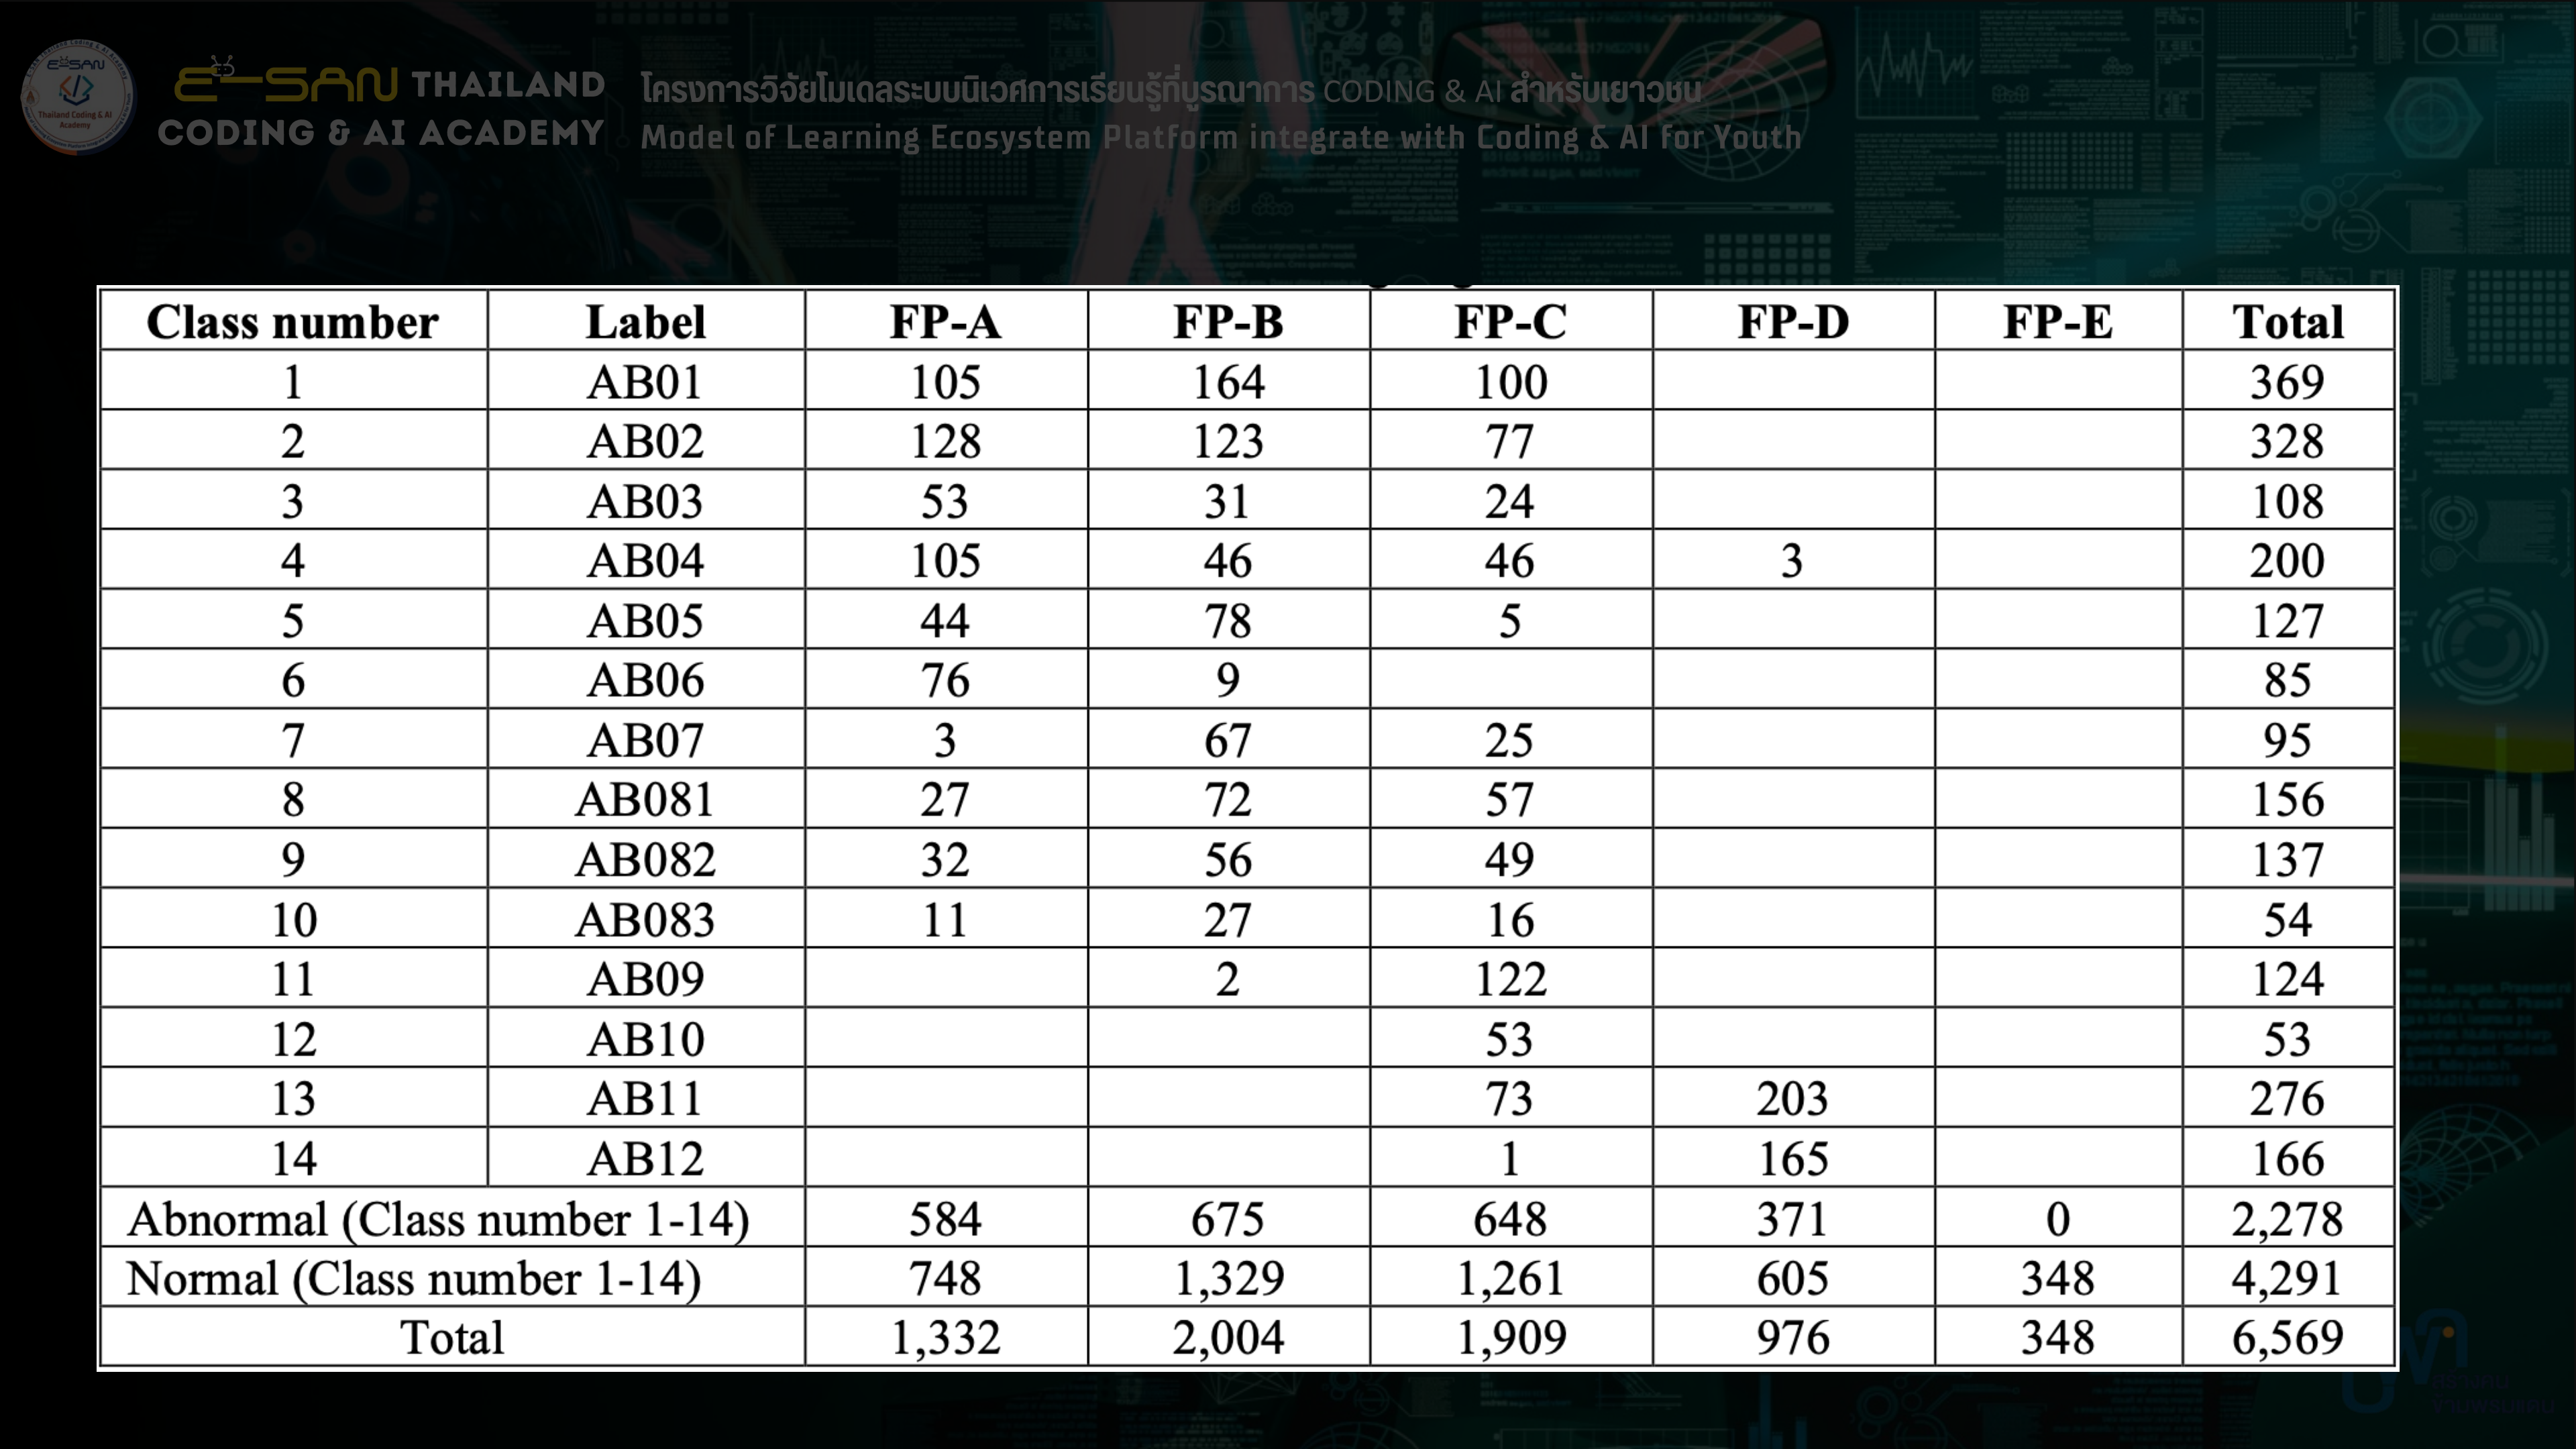 E-SAN THAILAND
CODING & AI ACADEMY
โครงการวิจัยโมเดลระบบนิเวศการเรียนรู้ที่บูรณาการ CODING & AI สำหรับเยาวชน
Model of Learning Ecosystem Platform integrate with Coding & AI for Youth
E-SAN
Thailand Coding & AI
Academy
Class number Label FP-A FP-B FP-C FP-D FP-E Total
1 AB01 105 164 100 369
2 AB02 128 123 77 328
3 AB03 53 31 24 108
4 AB04 105 46 46 3 200
5 AB05 44 78 5 127
6 AB06 76 9 85
7 AB07 3 67 25 95
8 AB081 27 72 57 156
9 AB082 32 56 49 137
10 AB083 11 27 16 54
11 AB09 2 122 124
12 AB10 53 53
13 AB11 73 203 276
14 AB12 1 165 166
Abnormal (Class number 1-14) 584 675 648 371 0 2,278
Normal (Class number 1-14) 748 1,329 1,261 605 348 4,291
Total 1,332 2,004 1,909 976 348 6,569